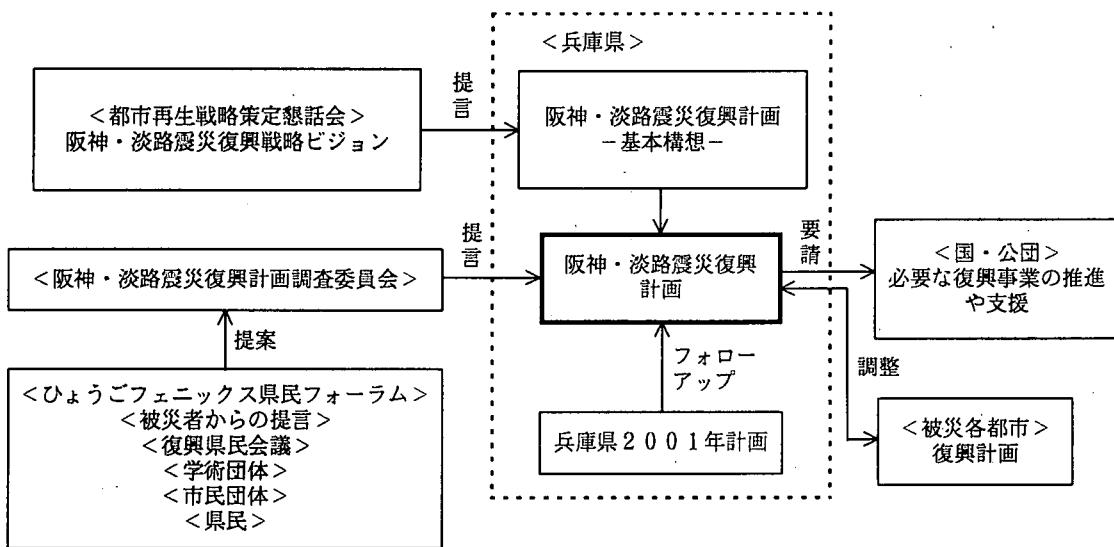 ＜兵庫県＞
＜都市再生戦略策定懇話会＞
阪神・淡路震災復興戦略ビジョン
提言
阪神・淡路震災復興計画
－基本構想－
＜阪神・淡路震災復興計画調査委員会＞
提言
阪神・淡路震災復興
計画
要請
＜国・公団＞
必要な復興事業の推進
や支援
提案
フォロー
アップ
調整
＜ひょうごフェニックス県民フォーラム＞
＜被災者からの提言＞
＜復興県民会議＞
＜学術団体＞
＜市民団体＞
＜県民＞
兵庫県２００１年計画
＜被災各都市＞
復興計画